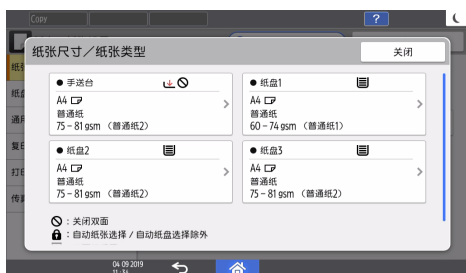 Copy
?
纸张尺寸／纸张类型
关闭
● 手送台
A4
普通纸
75 – 81 gsm （普通纸2）
● 纸盘1
A4
普通纸
60 – 74 gsm （普通纸1）
● 纸盘2
A4
普通纸
75 – 81 gsm （普通纸2）
● 纸盘3
A4
普通纸
75 – 81 gsm （普通纸2）
：关闭双面
：自动纸张选择 / 自动纸盘选择除外
04 09 2019